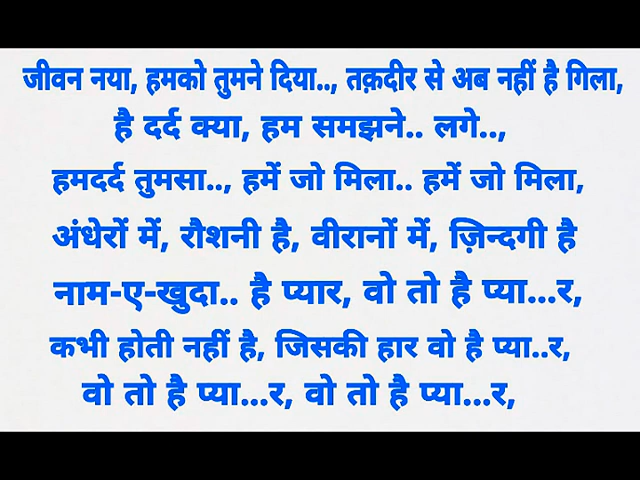 जीवन नया, हमको तुमने दिया.., तक़दीर से अब नहीं है गिला,
है दर्द क्या, हम समझने.. लगे..,
हमदर्द तुमसा.., हमें जो मिला.. हमें जो मिला,
अंधेरों में, रौशनी है, वीरानों में, ज़िन्दगी है
नाम-ए-खुदा.. है प्यार, वो तो है प्या...र,
कभी होती नहीं है, जिसकी हार वो है प्या..र,
वो तो है प्या...र, वो तो है प्या...र,